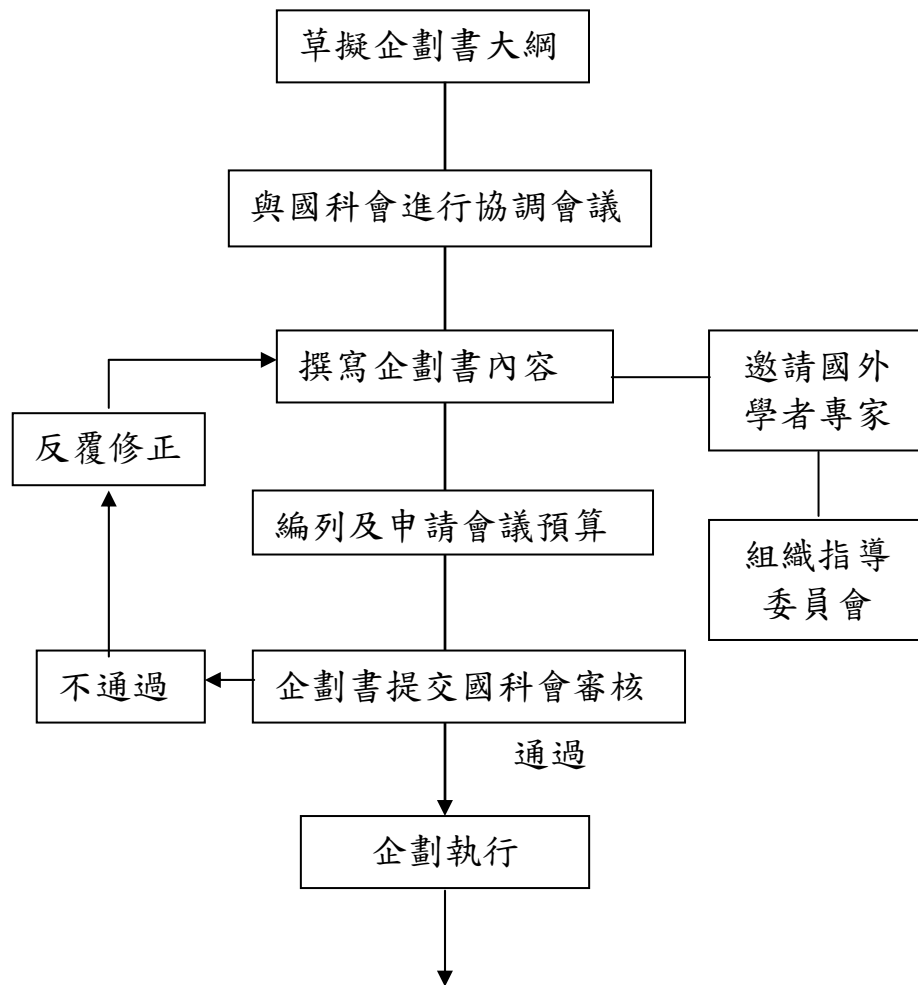 草擬企劃書大綱
與國科會進行協調會議
撰寫企劃書內容
邀請國外
學者專家
反覆修正
編列及申請會議預算
組織指導
委員會
不通過
企劃書提交國科會審核
通過
企劃執行